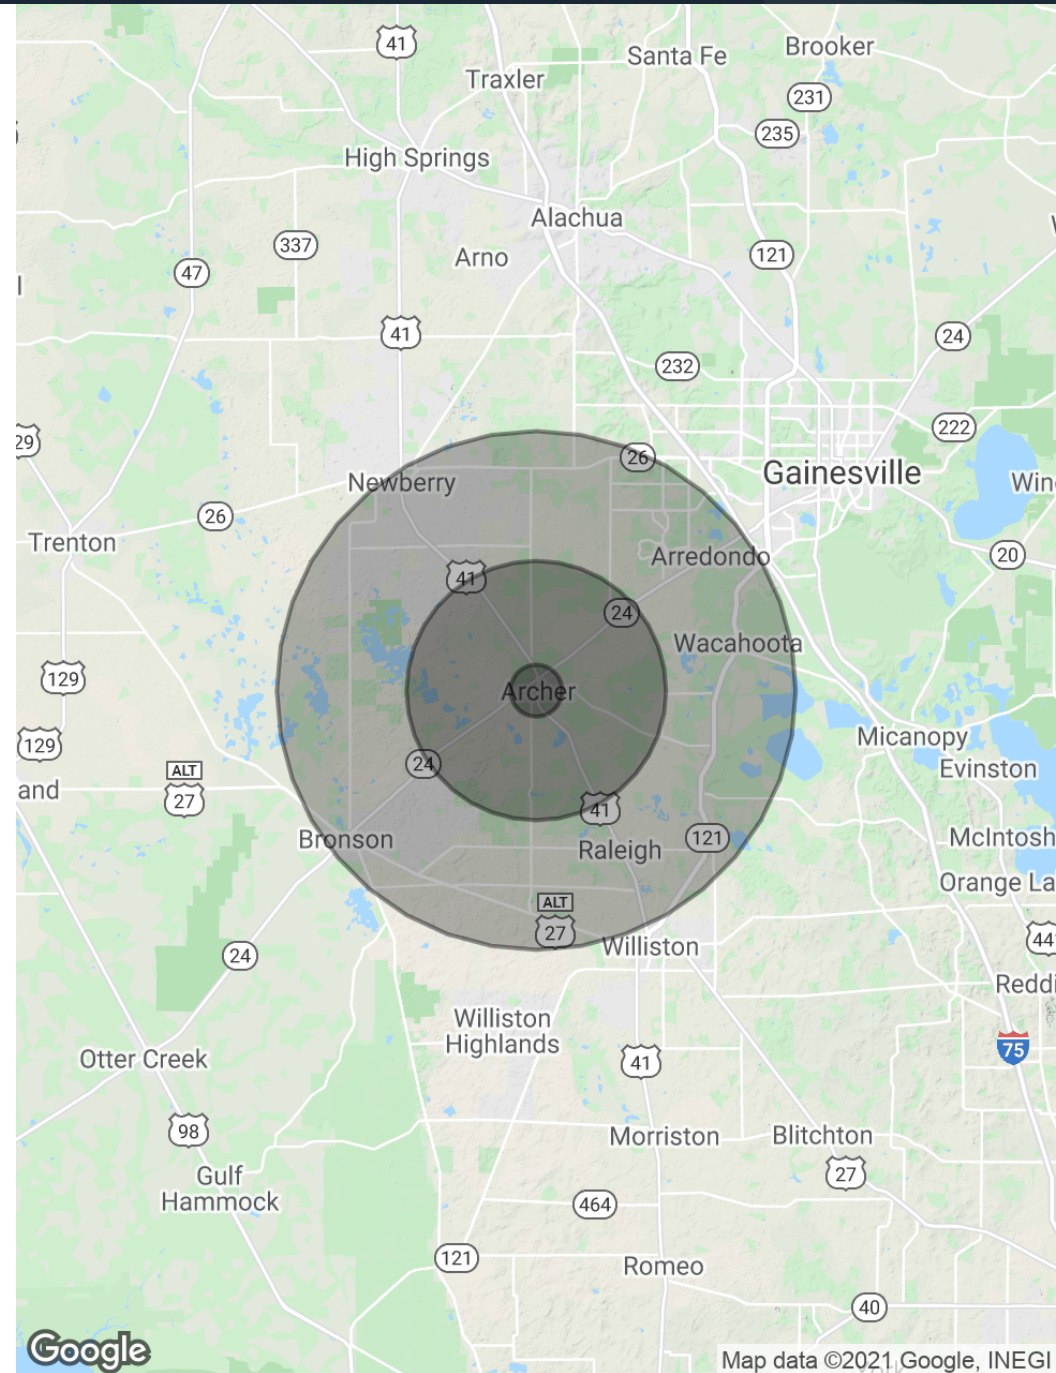 41
Santa Fe
Brooker
Traxler
231
235
High Springs
Alachua
337
Arno
121
47
41
24
232
222
29
26
Newberry
Gainesville
26
Trenton
Arredondo
20
41
24
Wacahoota
129
Archer
129
Micanopy
24
Evinston
ALT
27
and
41
Bronson
Raleigh
121
McIntosh
Orange La
ALT
27
Williston
24
44
Reddi
Williston
Highlands
75
Otter Creek
41
98
Morriston
Blitchton
27
Gulf
Hammock
464
121
Romeo
40
Google
Map data ©2021 Google, INEGI